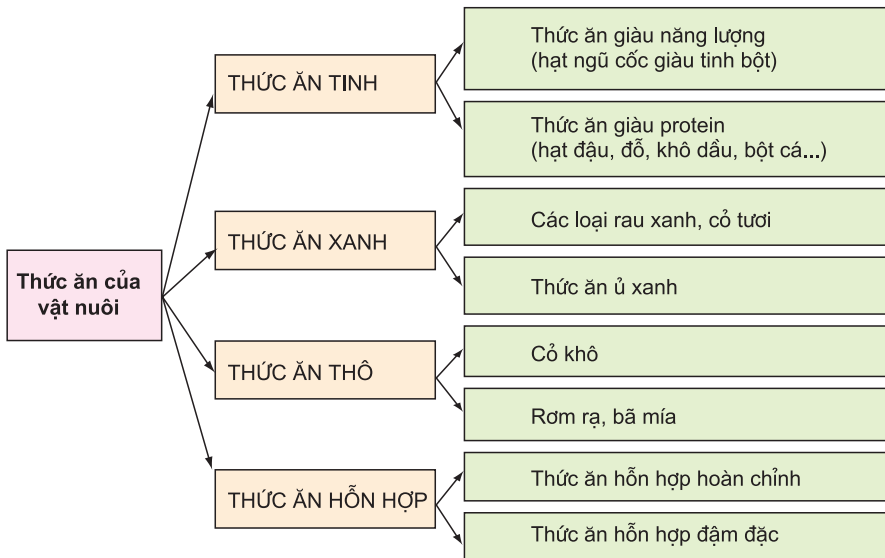 Thức ăn của
vật nuôi
THỨC ĂN TINH
Thức ăn giàu năng lượng
(hạt ngũ cốc giàu tinh bột)
Thức ăn giàu protein
(hạt đậu, đỗ, khô dầu, bột cá...)
THỨC ĂN XANH
Các loại rau xanh, cỏ tươi
Thức ăn ủ xanh
THỨC ĂN THÔ
Cỏ khô
Rơm rạ, bã mía
THỨC ĂN HỖN HỢP
Thức ăn hỗn hợp hoàn chỉnh
Thức ăn hỗn hợp đậm đặc